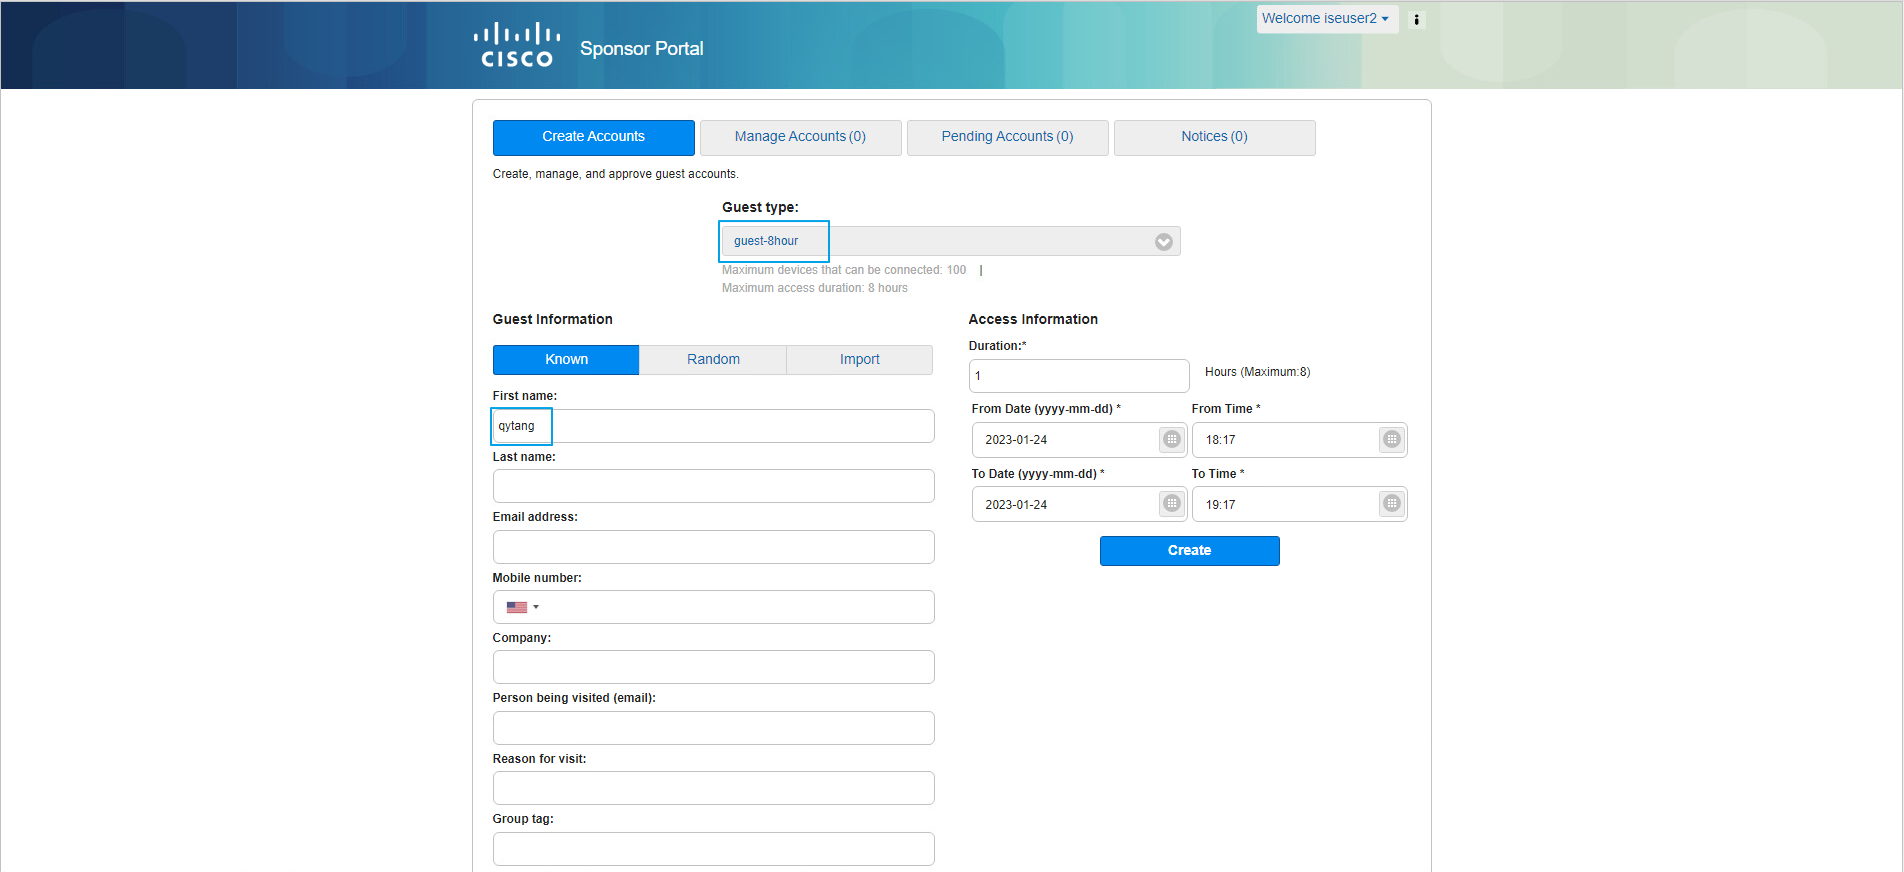 Welcome iseuser2
CISCO
Sponsor Portal
Create Accounts
Manage Accounts (0)
Pending Accounts (0)
Notices (0)
Create, manage, and approve guest accounts.
Guest type:
guest-8hour
Maximum devices that can be connected: 100 |
Maximum access duration: 8 hours
Guest Information
Known
Random
Import
First name:
qytang
Last name:
Email address:
Mobile number:
Company:
Person being visited (email):
Reason for visit:
Group tag:
Access Information
Duration:*
1
Hours (Maximum:8)
From Date (yyyy-mm-dd) *
From Time *
2023-01-24
18:17
To Date (yyyy-mm-dd) *
To Time *
2023-01-24
19:17
Create